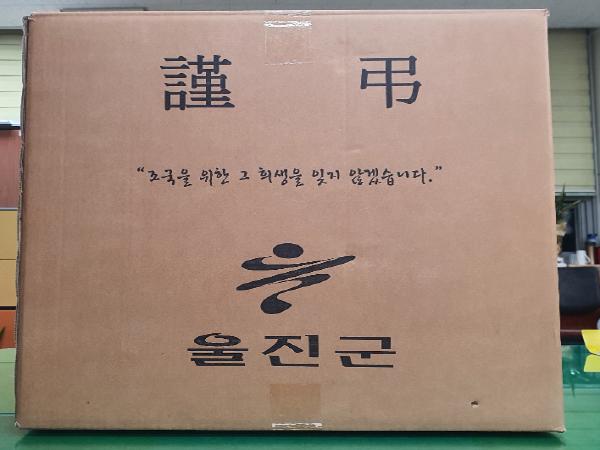 謹 弔
“조국을 위한 그 희생을 잊지 않겠습니다.”
울진군